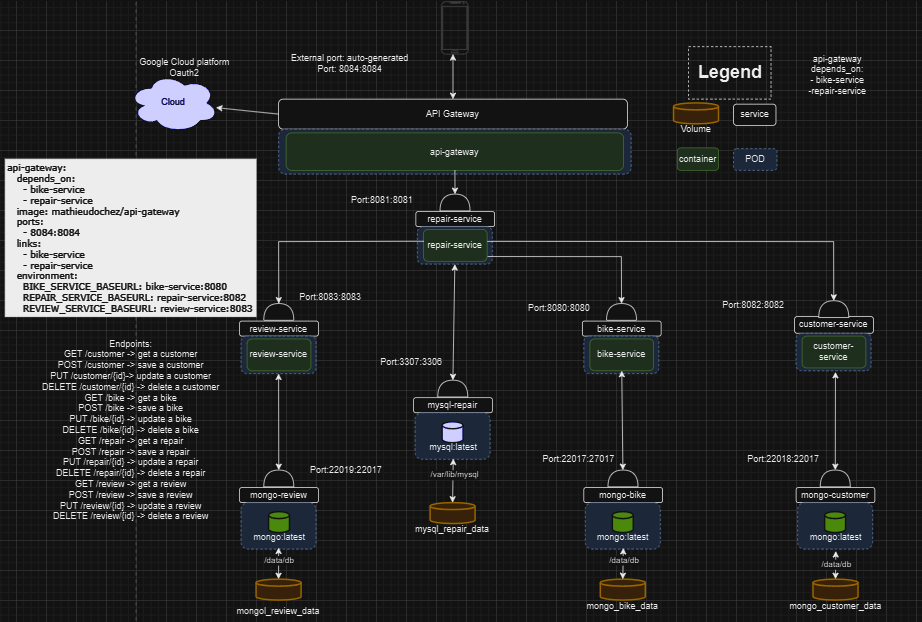 Google Cloud platform
Oauth2
Cloud
External port: auto-generated
Port: 8084:8084
Legend
Volume
service
container
POD
api-gateway
depends_on:
- bike-service
-repair-service
API Gateway
api-gateway
api-gateway:
depends_on:
- bike-service
- repair-service
image: mathieudochez/api-gateway
ports:
- 8084:8084
links:
- bike-service
- repair-service
environment:
BIKE_SERVICE_BASEURL: bike-service:8080
REPAIR_SERVICE_BASEURL: repair-service:8082
REVIEW_SERVICE_BASEURL: review-service:8083
Port:8081:8081
repair-service
repair-service
Port:8083:8083
review-service
review-service
Port:8080:8080
bike-service
bike-service
Port:8082:8082
customer-service
customer-
service
Endpoints:
GET /customer -> get a customer
POST /customer -> save a customer
PUT /customer/{id}-> update a customer
DELETE /customer/{id} -> delete a customer
GET /bike -> get a bike
POST /bike -> save a bike
PUT /bike/{id} -> update a bike
DELETE /bike/{id} -> delete a bike
GET /repair -> get a repair
POST /repair -> save a repair
PUT /repair/{id} -> update a repair
DELETE /repair/{id} -> delete a repair
GET /review -> get a review
POST /review -> save a review
PUT /review/{id} -> update a review
DELETE /review/{id} -> delete a review
Port:3307:3306
mysql-repair
mysql:latest
/var/lib/mysql
mysql_repair_data
Port:22019:22017
mongo-review
mongo:latest
/data/db
mongol_review_data
Port:22017:27017
mongo-bike
mongo:latest
/data/db
mongo_bike_data
Port:22018:22017
mongo-customer
mongo:latest
/data/db
mongo_customer_data